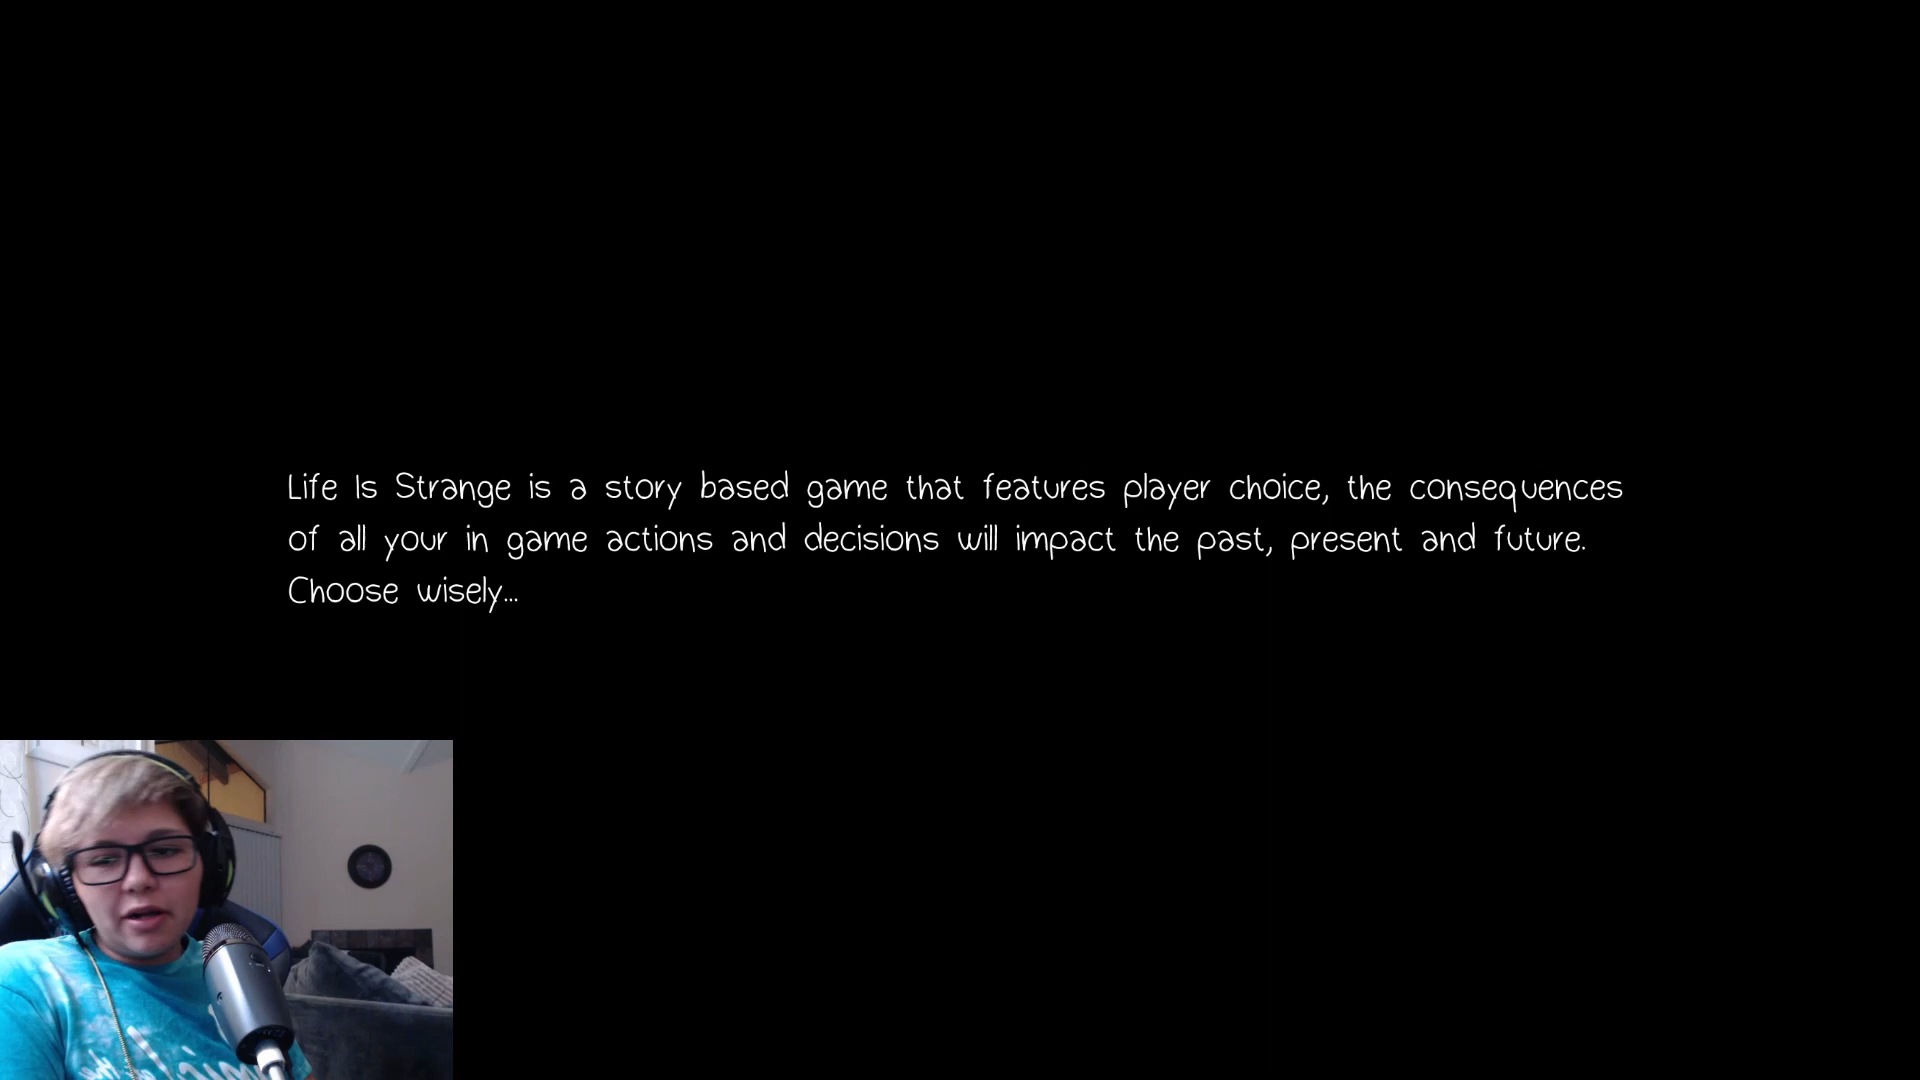 Life Is Strange is a story based game that features player choice, the consequences
of all your in game actions and decisions will impact the past, present and future.
Choose wisely...